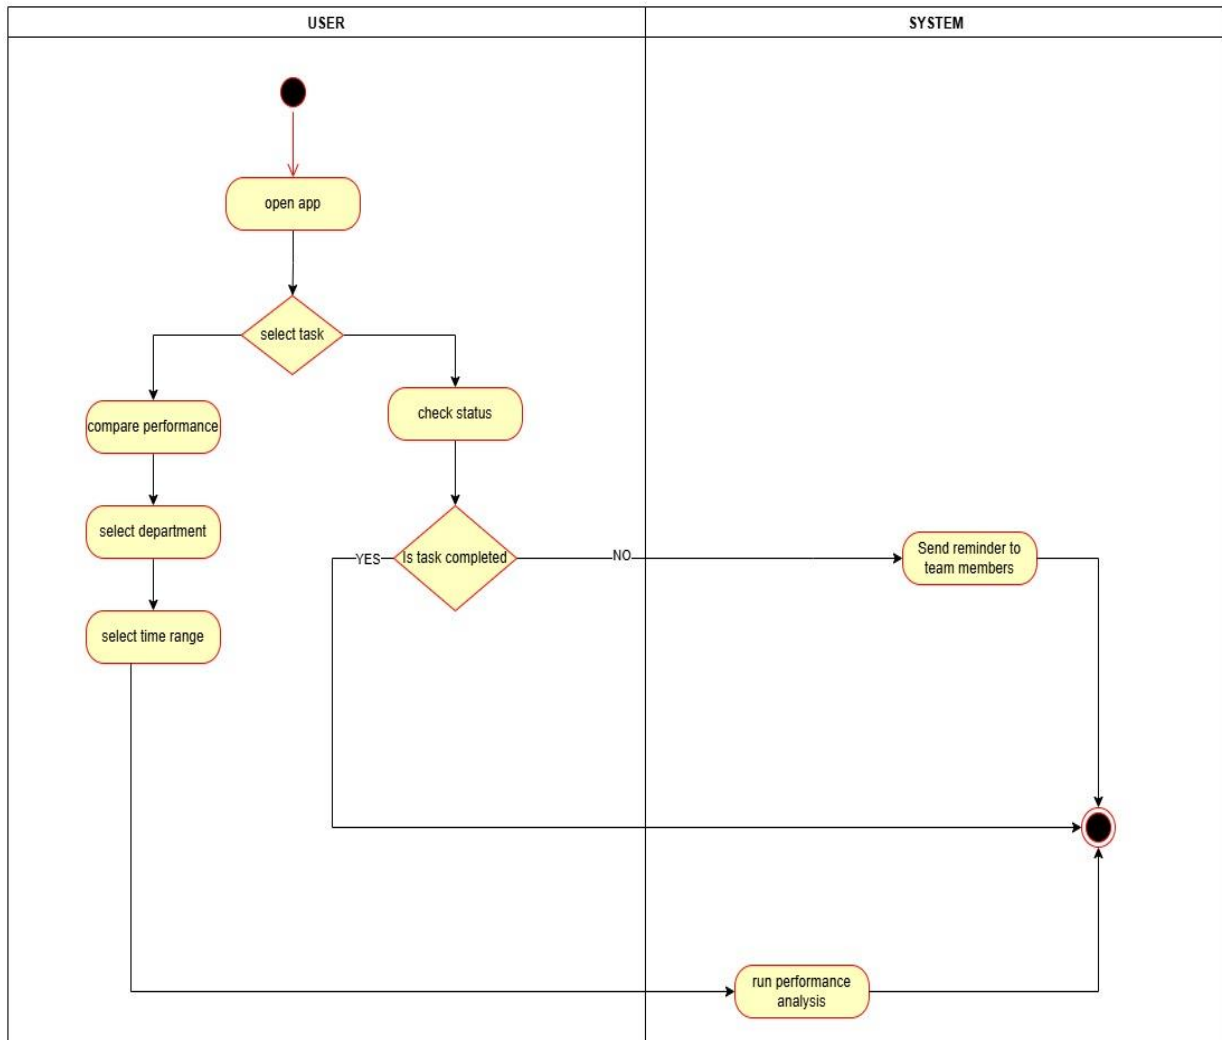 USER
SYSTEM
open app
select task
compare performance
check status
select department
YES
Is task completed
NO
Send reminder to
team members
select time range
run performance
analysis